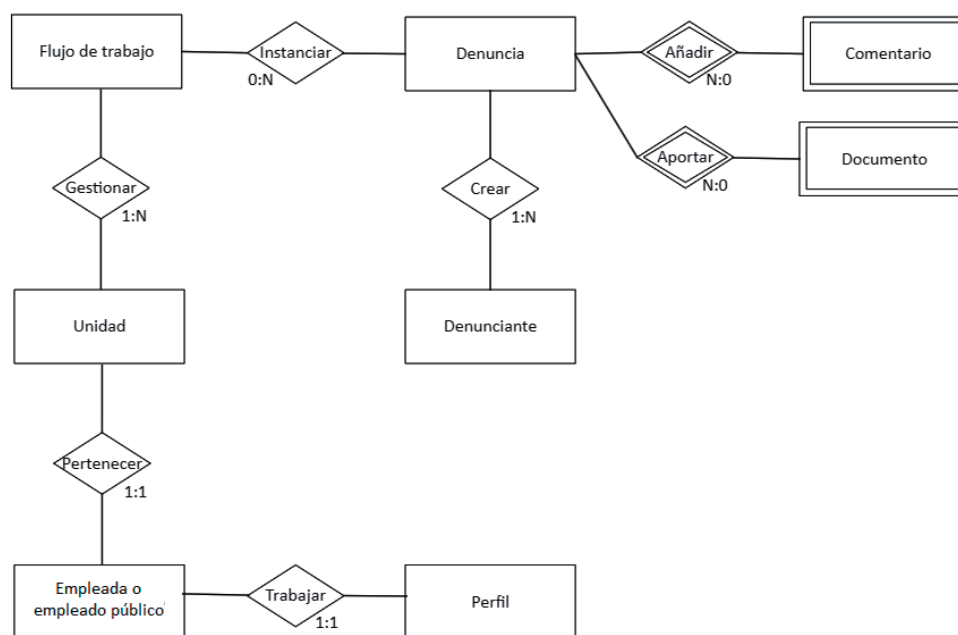 Flujo de trabajo
Instanciar
0:N
Denuncia
Añadir
N:0
Comentario
Aportar
N:0
Documento
Gestionar
1:N
Crear
1:N
Unidad
Denunciante
Pertenecer
1:1
Empleada o
empleado público
Trabajar
1:1
Perfil